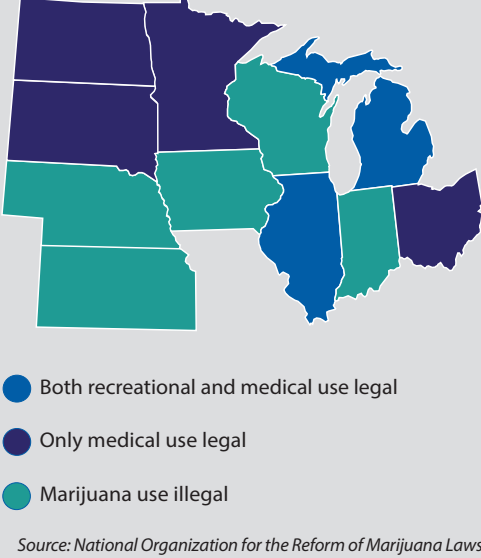 Both recreational and medical use legal
Only medical use legal
Marijuana use illegal
Source: National Organization for the Reform of Marijuana Laws